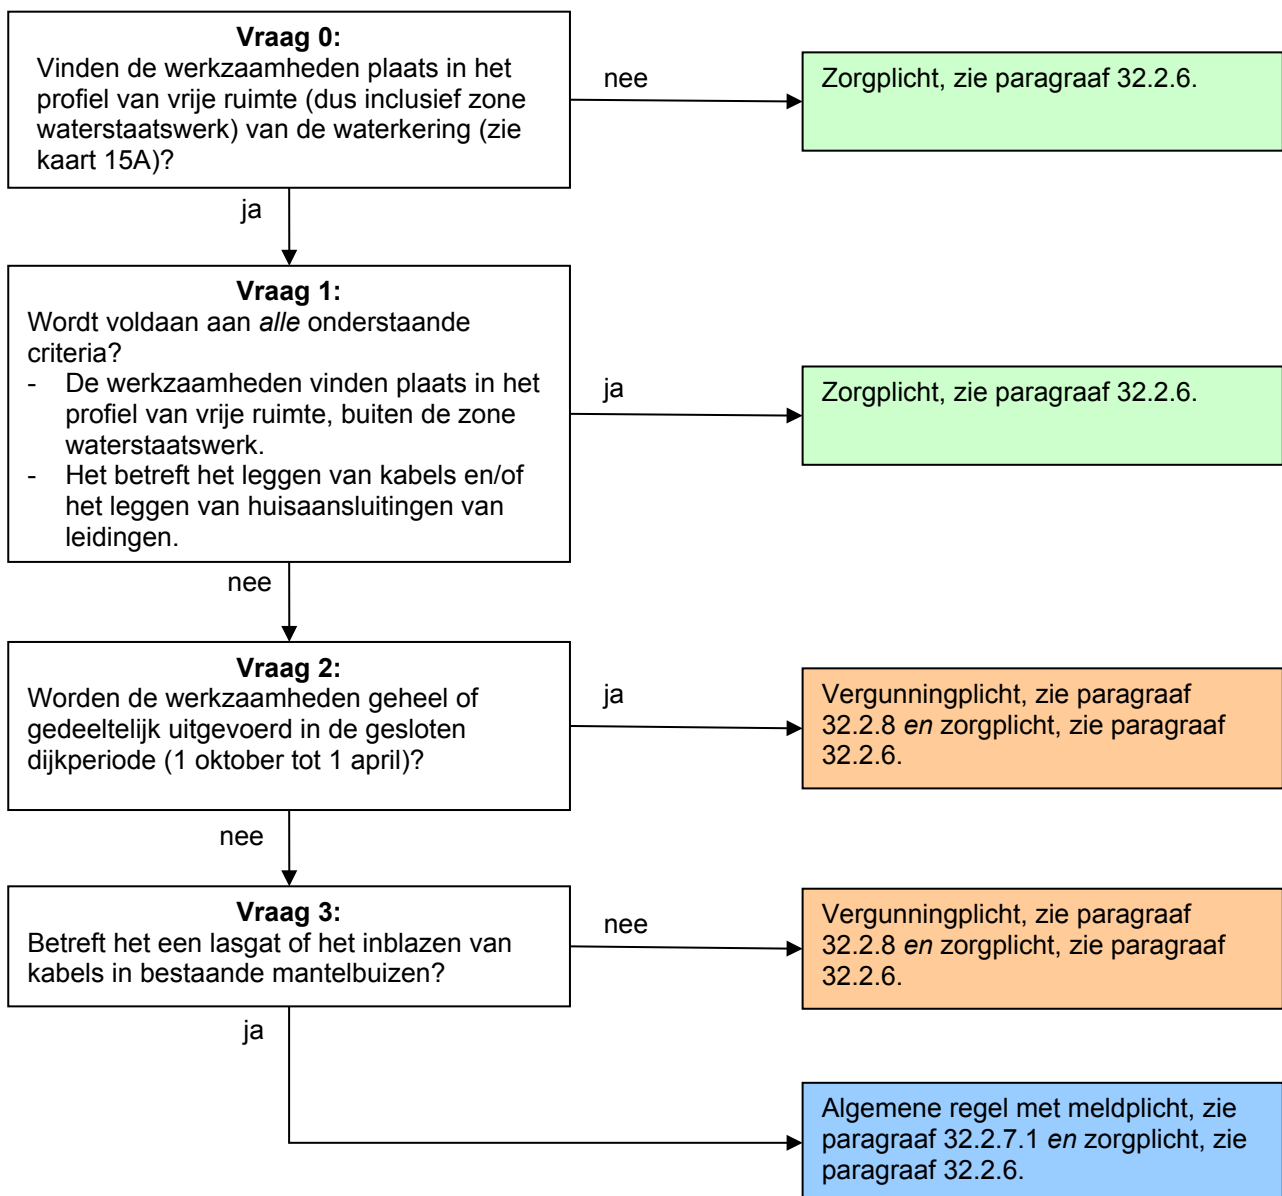 Vraag 0:
Vinden de werkzaamheden plaats in het
profiel van vrije ruimte (dus inclusief zone
waterstaatswerk) van de waterkering (zie
kaart 15A)?
nee
Zorgplicht, zie paragraaf 32.2.6.
ja
Vraag 1:
Wordt voldaan aan alle onderstaande
criteria?
- De werkzaamheden vinden plaats in het
profiel van vrije ruimte, buiten de zone
waterstaatswerk.
- Het betreft het leggen van kabels en/of
het leggen van huisaansluitingen van
leidingen.
ja
Zorgplicht, zie paragraaf 32.2.6.
nee
Vraag 2:
Worden de werkzaamheden geheel of
gedeeltelijk uitgevoerd in de gesloten
dijkperiode (1 oktober tot 1 april)?
ja
Vergunningplicht, zie paragraaf
32.2.8 en zorgplicht, zie paragraaf
32.2.6.
nee
Vraag 3:
Betreft het een lasgat of het inblazen van
kabels in bestaande mantelbuizen?
nee
Vergunningplicht, zie paragraaf
32.2.8 en zorgplicht, zie paragraaf
32.2.6.
ja
Algemene regel met meldplicht, zie
paragraaf 32.2.7.1 en zorgplicht, zie
paragraaf 32.2.6.